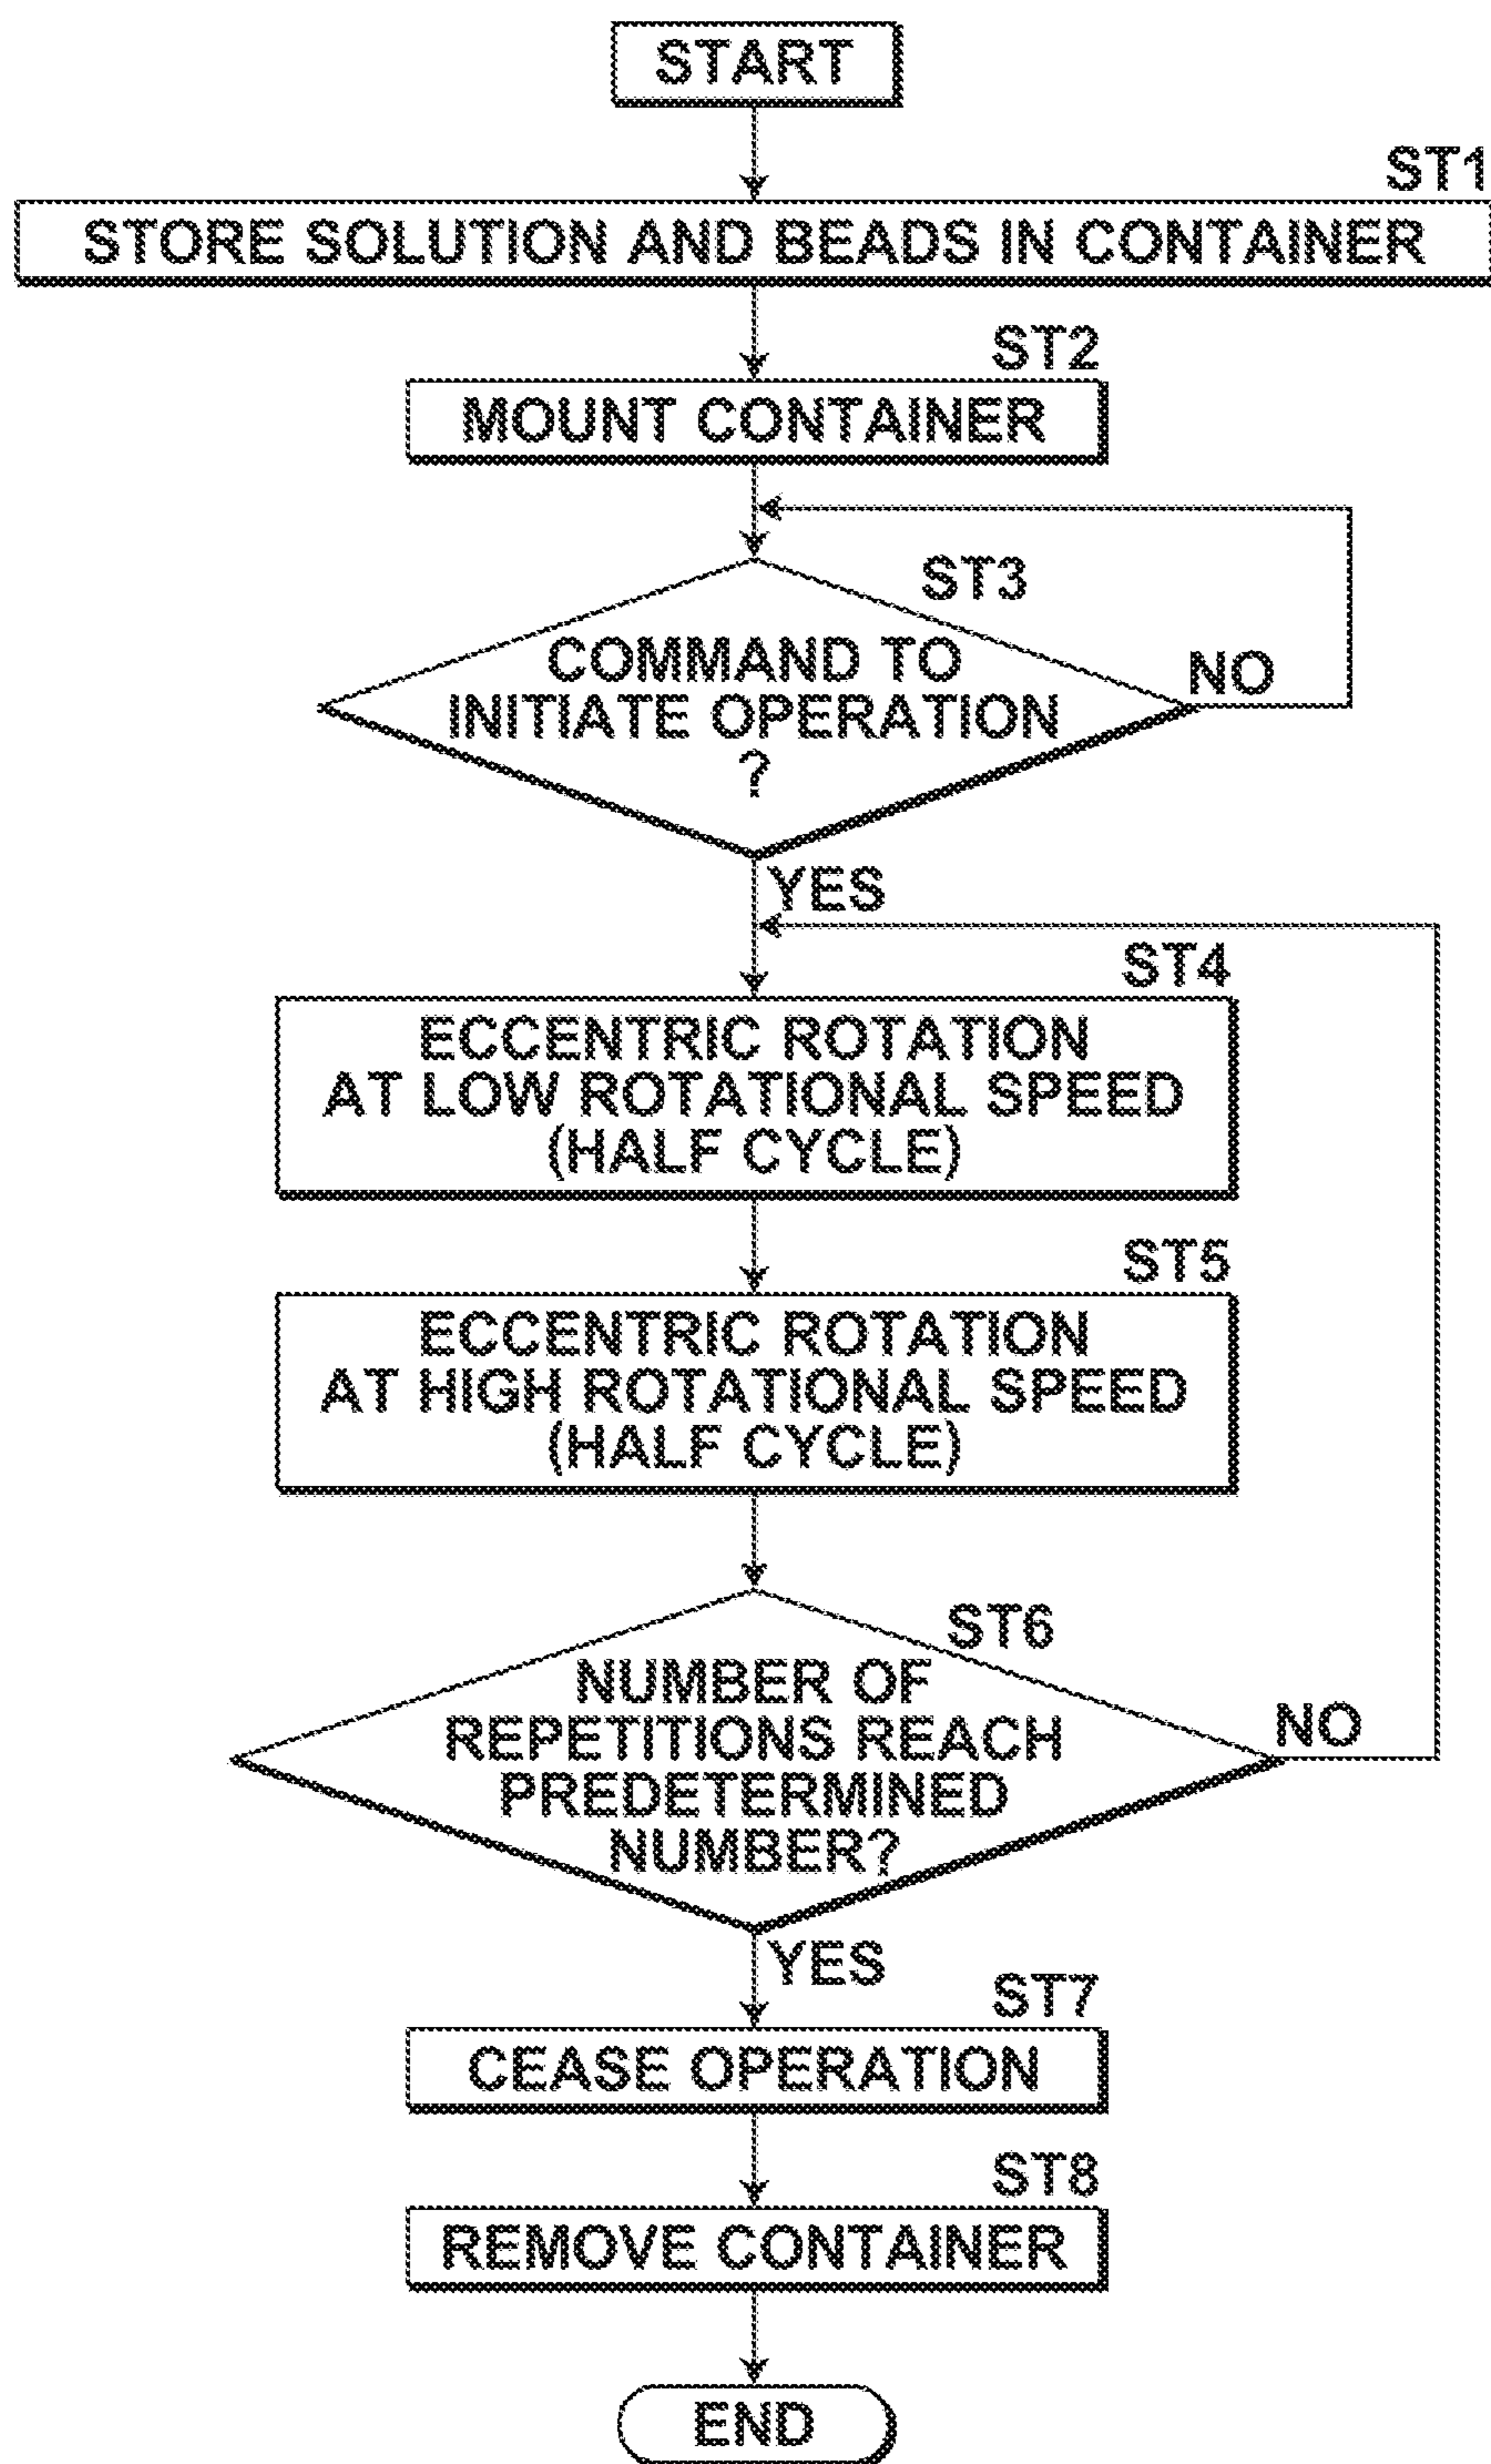 START
ST1
STORE SOLUTION AND BEADS IN CONTAINER
ST2
MOUNT CONTAINER
ST3
COMMAND TO
INITIATE OPERATION
?
NO
YES
ST4
ECCENTRIC ROTATION
AT LOW ROTATIONAL SPEED
(HALF CYCLE)
ST5
ECCENTRIC ROTATION
AT HIGH ROTATIONAL SPEED
(HALF CYCLE)
ST6
NUMBER OF
REPETITIONS REACH
PREDETERMINED
NUMBER?
NO
YES
ST7
CEASE OPERATION
ST8
REMOVE CONTAINER
END